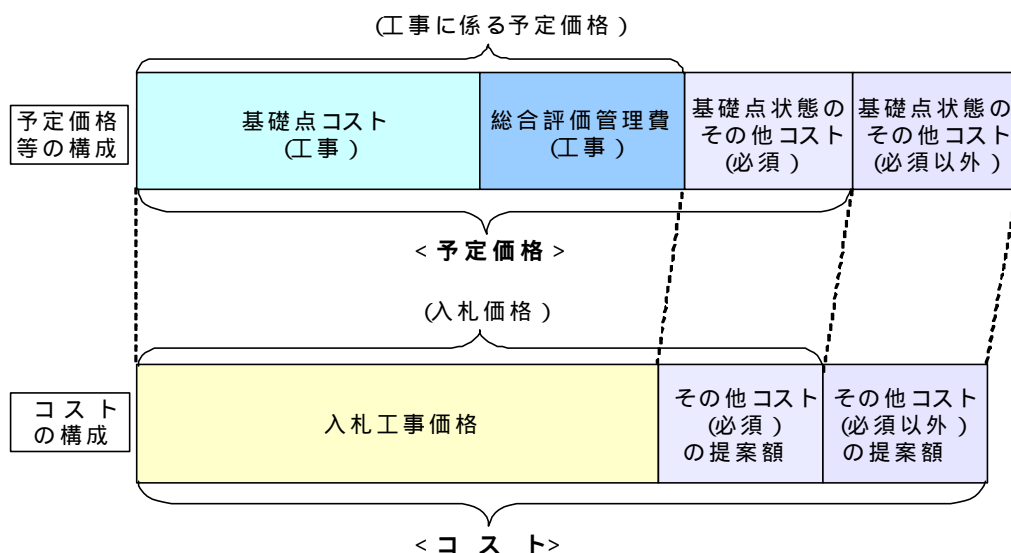 (工事に係る予定価格)
予定価格
等の構成
基礎点コスト
(工事)
総合評価管理費
(工事)
基礎点状態の
その他コスト
(必須)
基礎点状態の
その他コスト
(必須以外)
<予定価格>
(入札価格)
コスト
の構成
入札工事価格
その他コスト
(必須)
の提案額
その他コスト
(必須以外)
の提案額
<コスト>